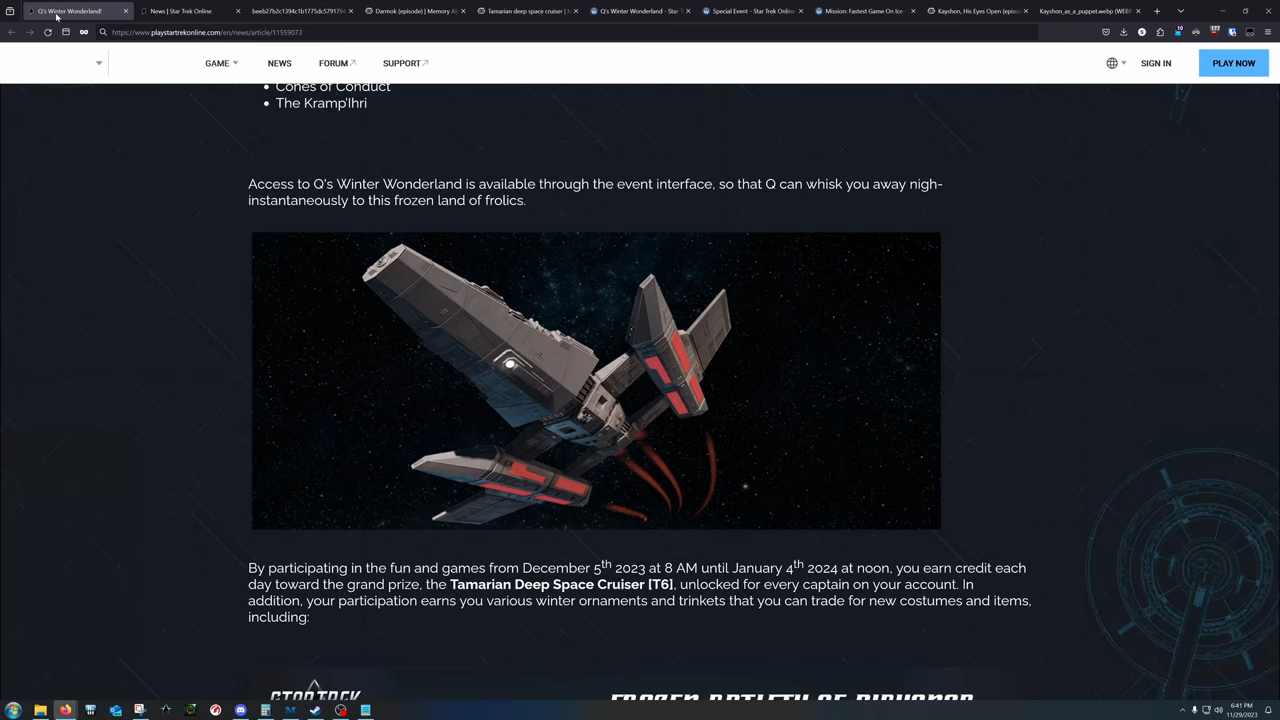 Q's Winter Wonderland!
News | Star Trek Online
beeb27b2c1394c1b1775dc5791794
Darmok (episode) | Memory Al
Tamarian deep space cruiser |
Q's Winter Wonderland - Star T
Special Event - Star Trek Online
Mission: Fastest Game On Ice -
Kayshon, His Eyes Open (episod
Kayshon_as_a_puppet.webp (WEBP
https://www.playstartrekonline.com/en/news/article/11559073
GAME
NEWS
FORUM
SUPPORT
SIGN IN
PLAY NOW
Cones of Conduct
The Kramp'Ihri
Access to Q's Winter Wonderland is available through the event interface, so that Q can whisk you away nigh-
instantaneously to this frozen land of frolics.
By participating in the fun and games from December 5th 2023 at 8 AM until January 4th 2024 at noon, you earn credit each
day toward the grand prize, the Tamarian Deep Space Cruiser [T6], unlocked for every captain on your account. In
addition, your participation earns you various winter ornaments and trinkets that you can trade for new costumes and items,
including:
STAR TREK
6:41 PM
11/29/2023